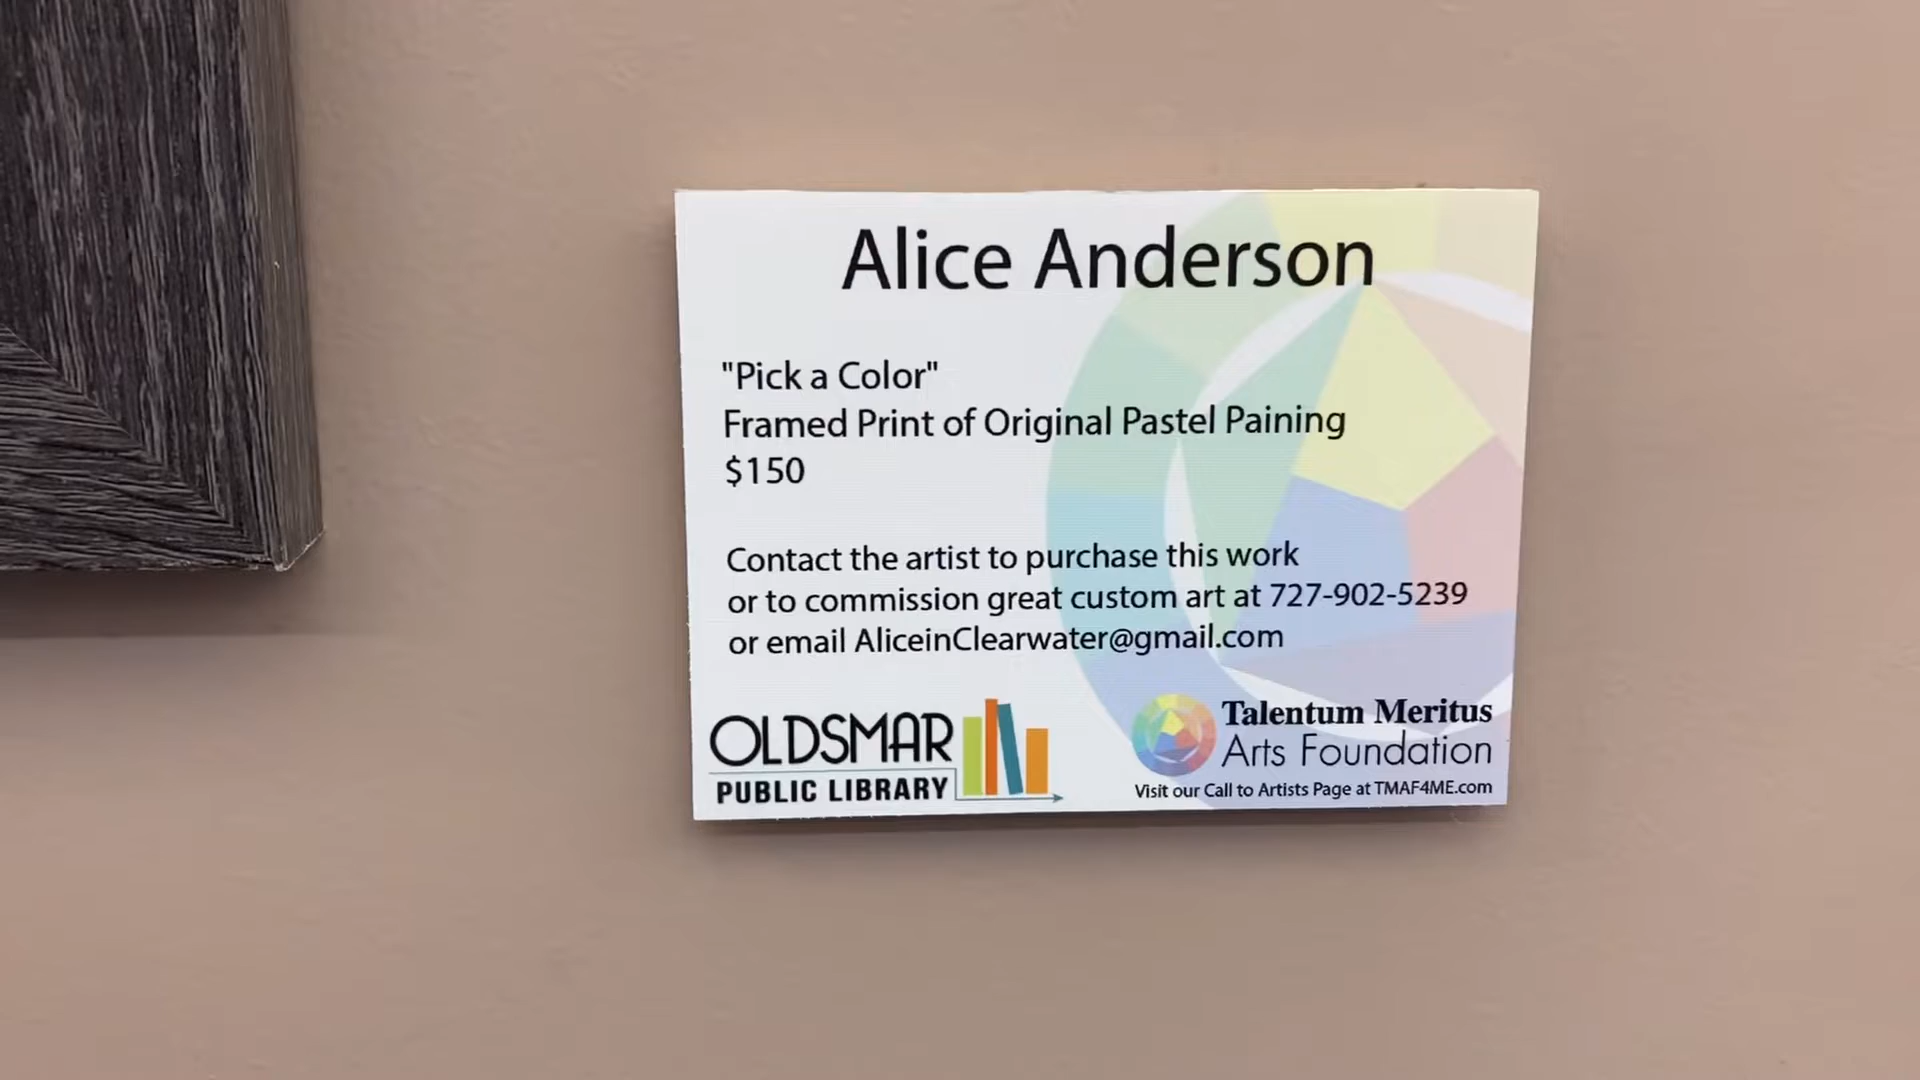 Alice Anderson
"Pick a Color"
Framed Print of Original Pastel Paining
$150
Contact the artist to purchase this work
or to commission great custom art at 727-902-5239
or email AliceinClearwater@gmail.com
OLDSMAR
PUBLIC LIBRARY
Talentum Meritus
Arts Foundation
Visit our Call to Artists Page at TMAF4ME.com